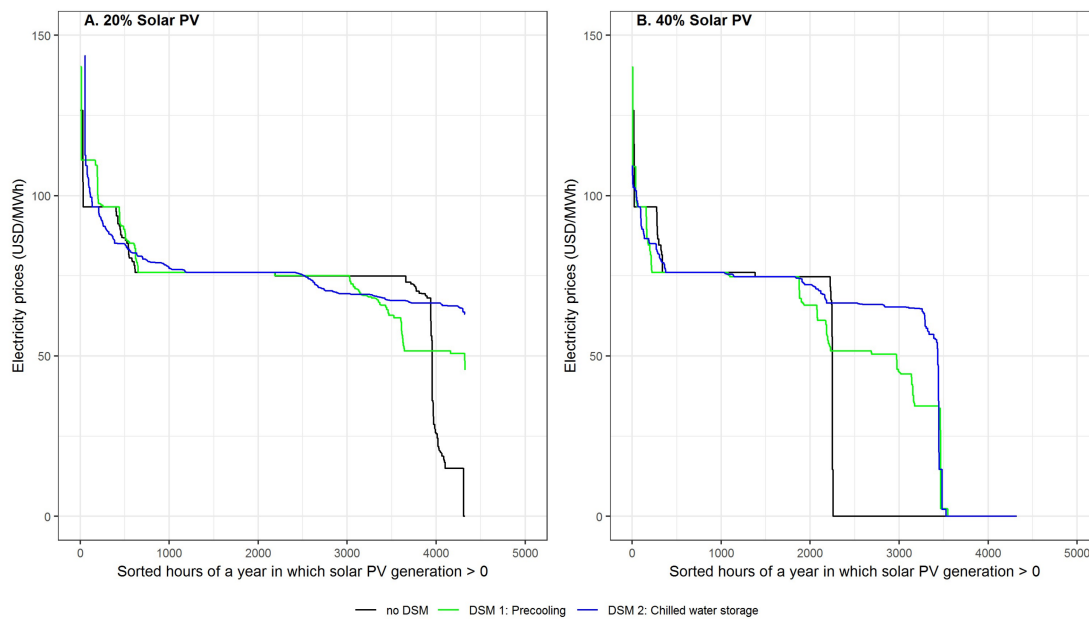 A. 20% Solar PV
B. 40% Solar PV
Electricity prices (USD/MWh)
150
100
50
0
0 1000 2000 3000 4000 5000
Sorted hours of a year in which solar PV generation > 0
Electricity prices (USD/MWh)
150
100
50
0
0 1000 2000 3000 4000 5000
Sorted hours of a year in which solar PV generation > 0
no DSM DSM 1: Precooling DSM 2: Chilled water storage